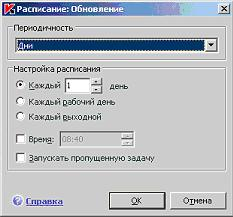 Расписание: Обновление
Периодичность
Дни
Настройка расписания
Каждый 1 день
Каждый рабочий день
Каждый выходной
Время: 08:40
Запускать пропущенную задачу
Справка OK Отмена